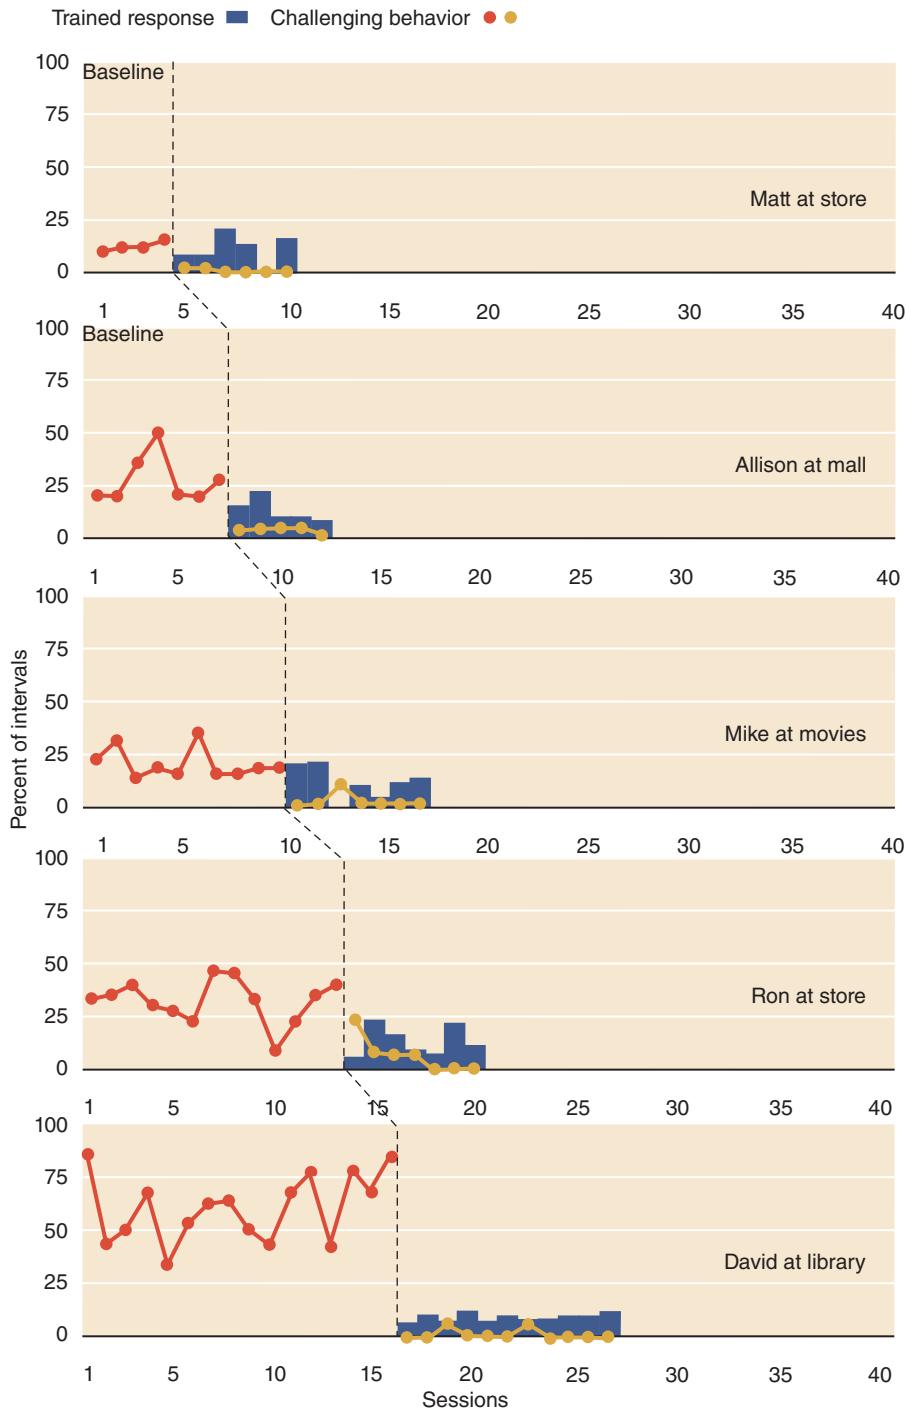 Trained response Challenging behavior
100
Baseline
75
50
Matt at store
25
0
1 5 10 15 20 25 30 35 40
100
Baseline
75
50
Allison at mall
25
0
1 5 10 15 20 25 30 35 40
100
75
50
Mike at movies
25
0
1 5 10 15 20 25 30 35 40
Percent of intervals
100
75
50
Ron at store
25
0
1 5 10 15 20 25 30 35 40
100
75
50
David at library
25
0
1 5 10 15 20 25 30 35 40
Sessions